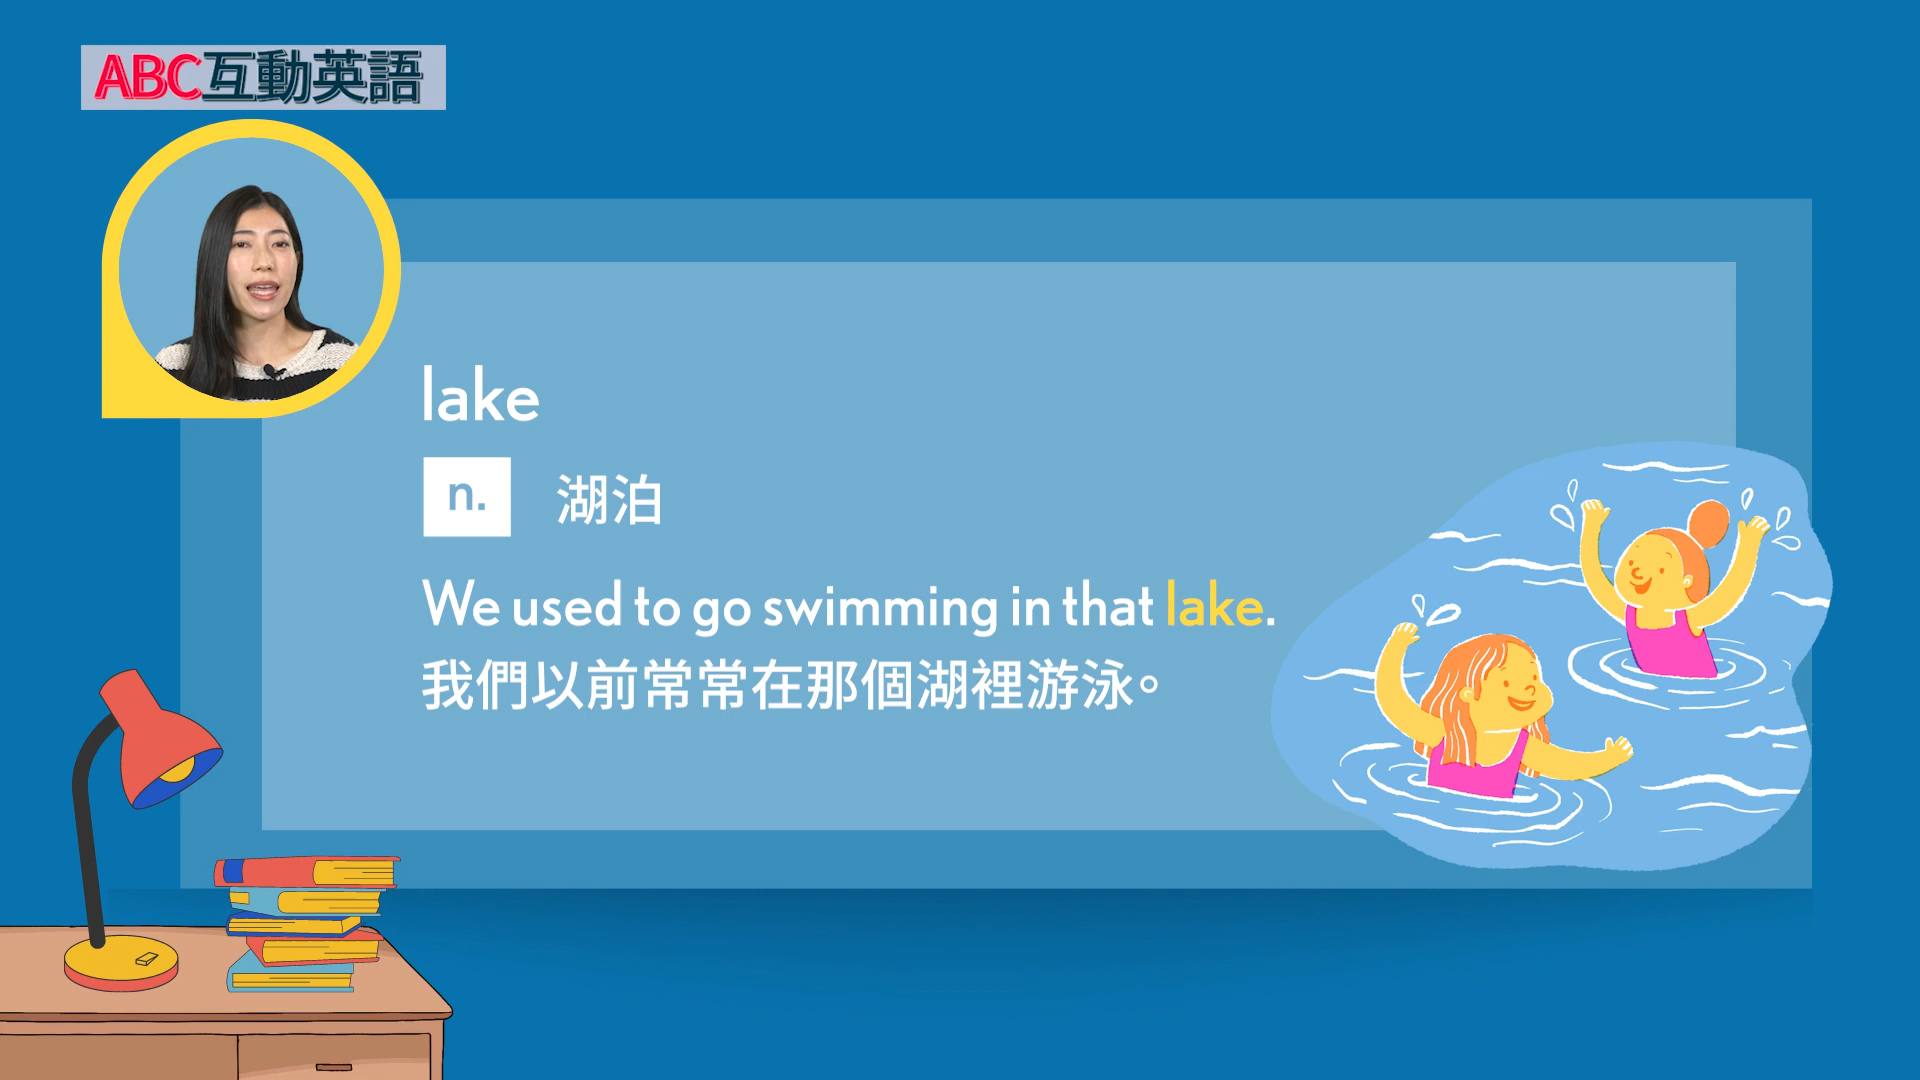 ABC互動英語
lake
n. 湖泊
We used to go swimming in that lake.
我們以前常常在那個湖裡游泳。